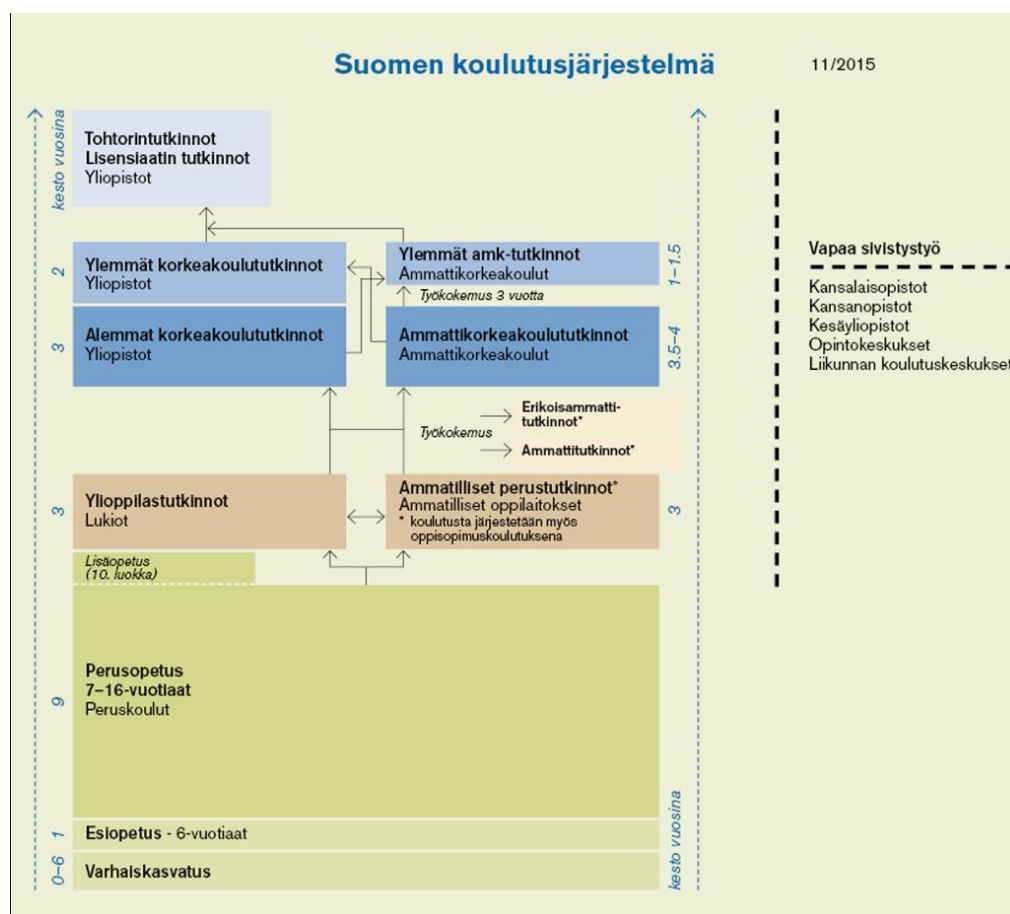 Suomen koulutusjärjestelmä
11/2015
kesto vuosina
Tohtorintutkinnot
Lisensiaatin tutkinnot
Yliopistot
2
Ylemmät korkeakoulututkinnot
Yliopistot
Ylemmät amk-tutkinnot
Ammattikorkeakoulut
1–1.5
Työkokemus 3 vuotta
3
Alemmat korkeakoulututkinnot
Yliopistot
Ammattikorkeakoulututkinnot
Ammattikorkeakoulut
3.5–4
Työkokemus
Erikoisammatti-
tutkinnot*
Ammattitutkinnot*
3
Ylioppilastutkinnot
Lukiot
Ammatilliset perustutkinnot*
Ammatilliset oppilaitokset
* koulutusta järjestetään myös
oppisopimuskoulutuksena
3
Lisäopetus
(10. luokka)
9
Perusopetus
7–16-vuotiaat
Peruskoulut
1
Esiopetus - 6-vuotiaat
0–6
Varhaiskasvatus
kesto vuosina
Vapaa sivistystyö
Kansalaisopistot
Kansanopistot
Kesäyliopistot
Opintokeskukset
Liikunnan koulutuskeskukset